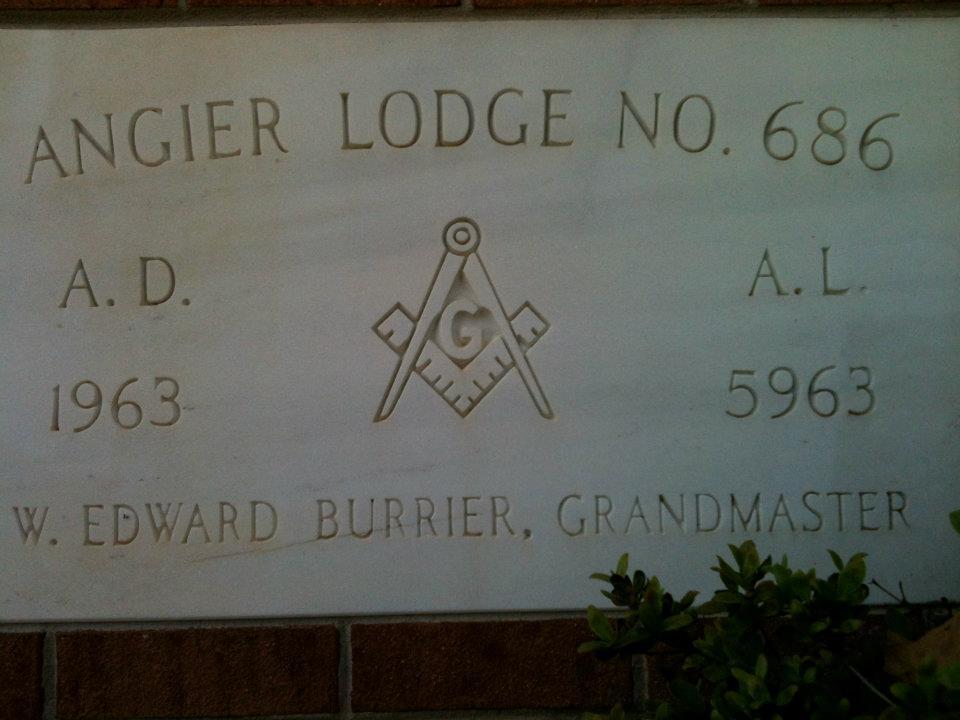 ANGIER LODGE NO. 686
A. D. A. L.
G
1963 5963
W. EDWARD BURRIER, GRANDMASTER